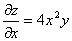 ∂z/∂x = 4x²y